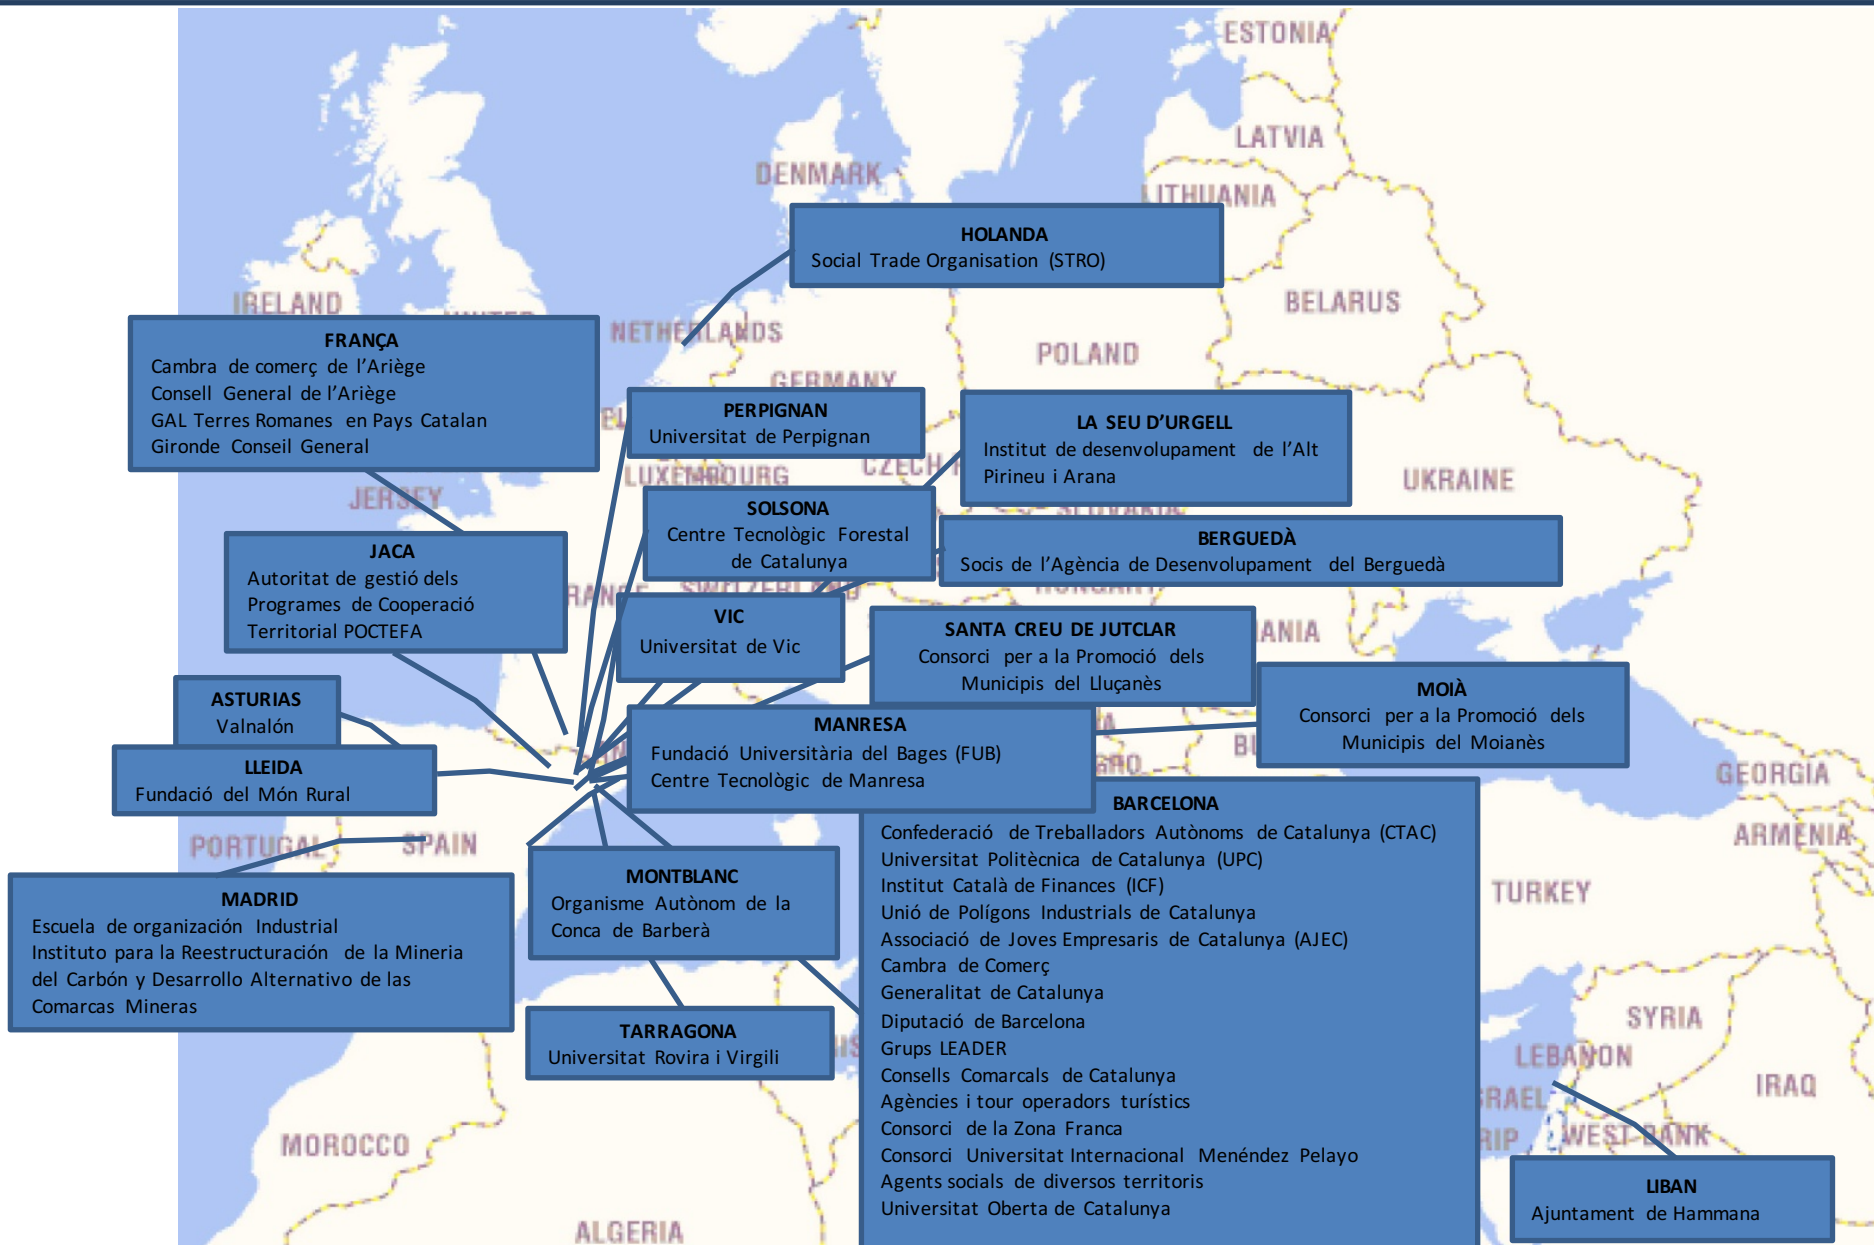 ESTONIA
LATVIA
DENMARK
LITHUANIA
HOLANDA
Social Trade Organisation (STRO)
IRELAND
BELARUS
NETHERLANDS
POLAND
GERMANY
FRANÇA
Cambra de comerç de l'Ariège
Consell General de l'Ariège
GAL Terres Romanes en Pays Catalan
Gironde Conseil General
PERPIGNAN
Universitat de Perpignan
LA SEU D'URGELL
Institut de desenvolupament de l'Alt
Pirineu i Arana
LUXEMBOURG
CZECH
UKRAINE
JERSEY
SLOVAKIA
SOLSONA
Centre Tecnològic Forestal
de Catalunya
BERGUEDÀ
Socis de l'Agència de Desenvolupament del Berguedà
JACA
Autoritat de gestió dels
Programes de Cooperació
Territorial POCTEFA
SWITZERLAND
HUNGARY
VIC
Universitat de Vic
SANTA CREU DE JUTCLAR
Consorci per a la Promoció dels
Municipis del Lluçanès
MOIÀ
Consorci per a la Promoció dels
Municipis del Moianès
ASTURIAS
Valnalón
MANRESA
Fundació Universitària del Bages (FUB)
Centre Tecnològic de Manresa
LLEIDA
Fundació del Món Rural
GEORGIA
ARMENIA
PORTUGAL
SPAIN
TURKEY
BARCELONA
Confederació de Treballadors Autònoms de Catalunya (CTAC)
Universitat Politècnica de Catalunya (UPC)
Institut Català de Finances (ICF)
Unió de Polígons Industrials de Catalunya
Associació de Joves Empresaris de Catalunya (AJEC)
Cambra de Comerç
Generalitat de Catalunya
Diputació de Barcelona
Grups LEADER
Consells Comarcals de Catalunya
Agències i tour operadors turístics
Consorci de la Zona Franca
Consorci Universitat Internacional Menéndez Pelayo
Agents socials de diversos territoris
Universitat Oberta de Catalunya
MADRID
Escuela de organización Industrial
Instituto para la Reestructuración de la Mineria
del Carbón y Desarrollo Alternativo de las
Comarcas Mineras
MONTBLANC
Organisme Autònom de la
Conca de Barberà
TARRAGONA
Universitat Rovira i Virgili
SYRIA
LEBANON
IRAQ
WEST BANK
MOROCCO
ALGERIA
LIBAN
Ajuntament de Hammana